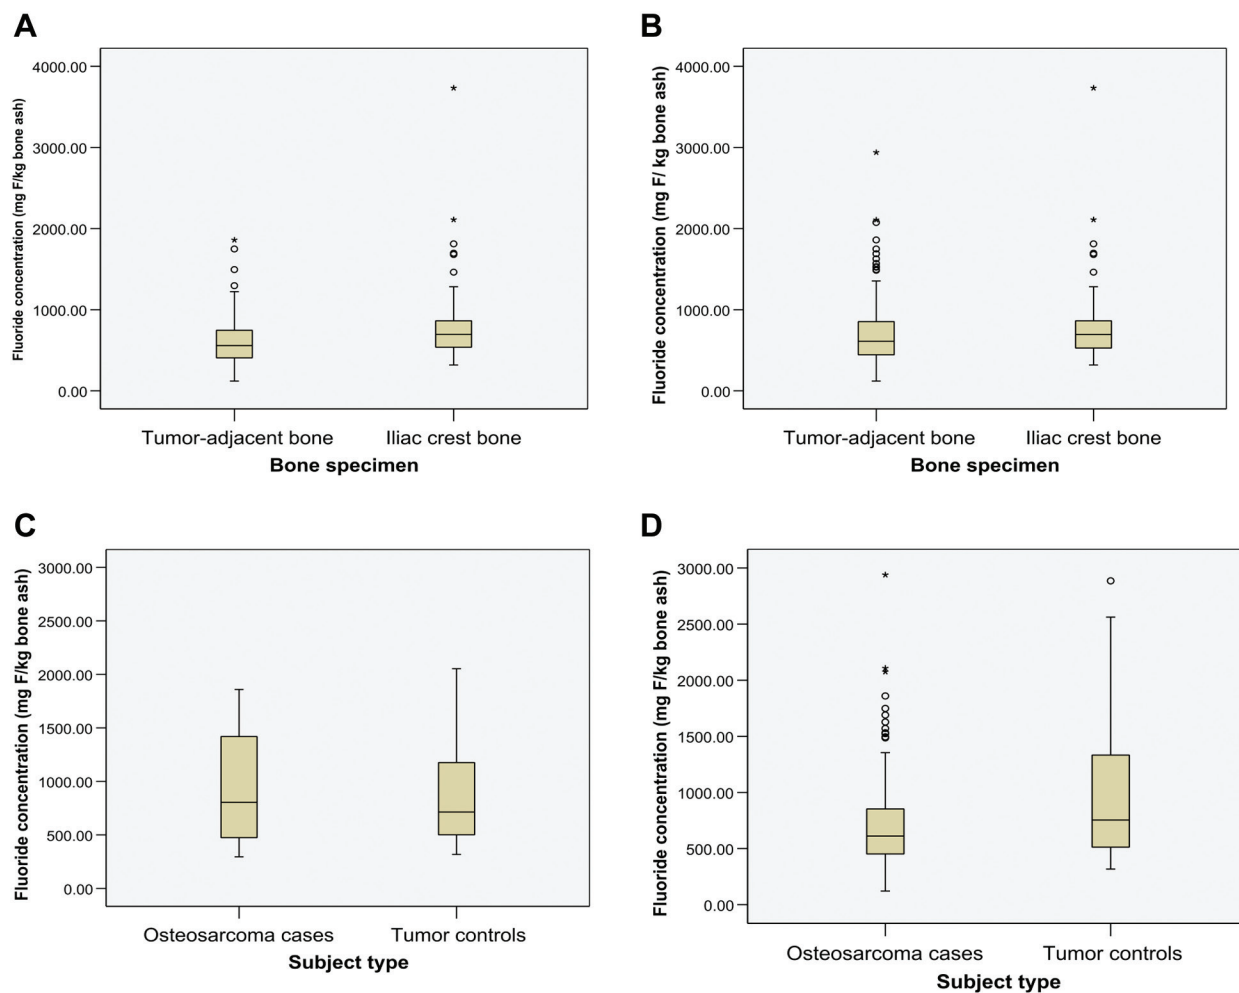 A
Fluoride concentration (mg F/kg bone ash)
4000.00
3000.00
2000.00
1000.00
0.00
Tumor-adjacent bone Iliac crest bone
Bone specimen
B
Fluoride concentration (mg F/ kg bone ash)
4000.00
3000.00
2000.00
1000.00
0.00
Tumor-adjacent bone Iliac crest bone
Bone specimen
C
Fluoride concentration (mg F/kg bone ash)
3000.00
2500.00
2000.00
1500.00
1000.00
500.00
0.00
Osteosarcoma cases Tumor controls
Subject type
D
Fluoride concentration (mg F/kg bone ash)
3000.00
2500.00
2000.00
1500.00
1000.00
500.00
0.00
Osteosarcoma cases Tumor controls
Subject type